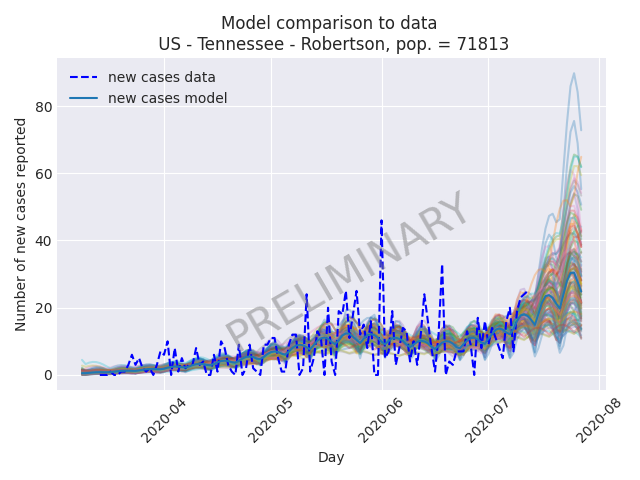 Model comparison to data
US - Tennessee - Robertson, pop. = 71813
new cases data
new cases model
PRELIMINARY
Number of new cases reported
80
60
40
20
0
2020-04
2020-05
2020-06
2020-07
2020-08
Day